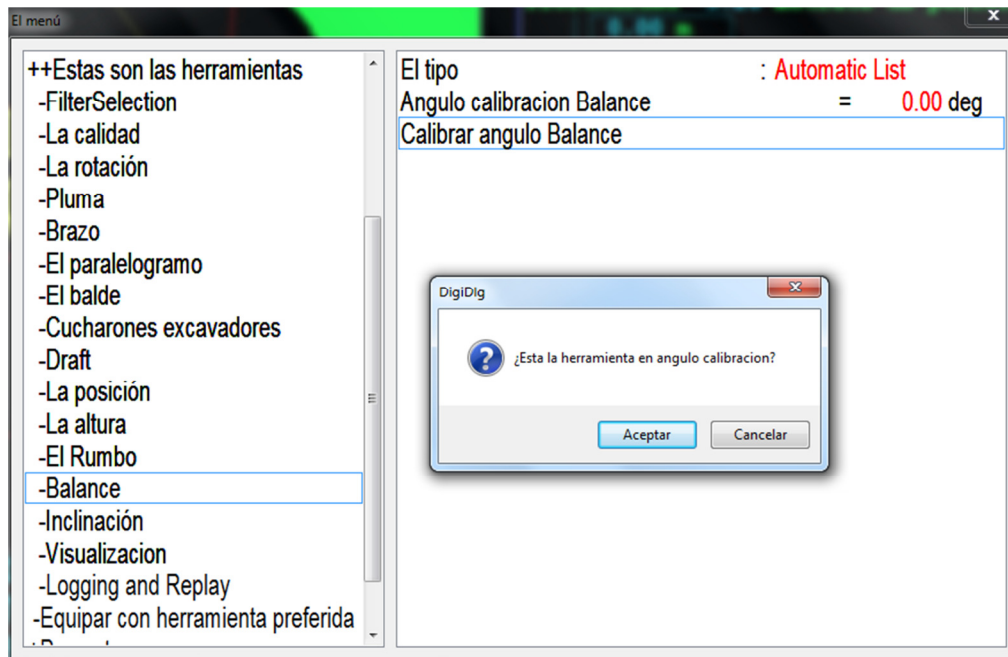 El menú
0.00
++Estas son las herramientas
-FilterSelection
-La calidad
-La rotación
-Pluma
-Brazo
-El paralelogramo
-El balde
-Cucharones excavadores
-Draft
-La posición
-La altura
-El Rumbo
-Balance
-Inclinación
-Visualizacion
-Logging and Replay
-Equipar con herramienta preferida
El tipo : Automatic List
Angulo calibracion Balance = 0.00 deg
Calibrar angulo Balance
DigiDig
¿Esta la herramienta en angulo calibracion?
Aceptar Cancelar